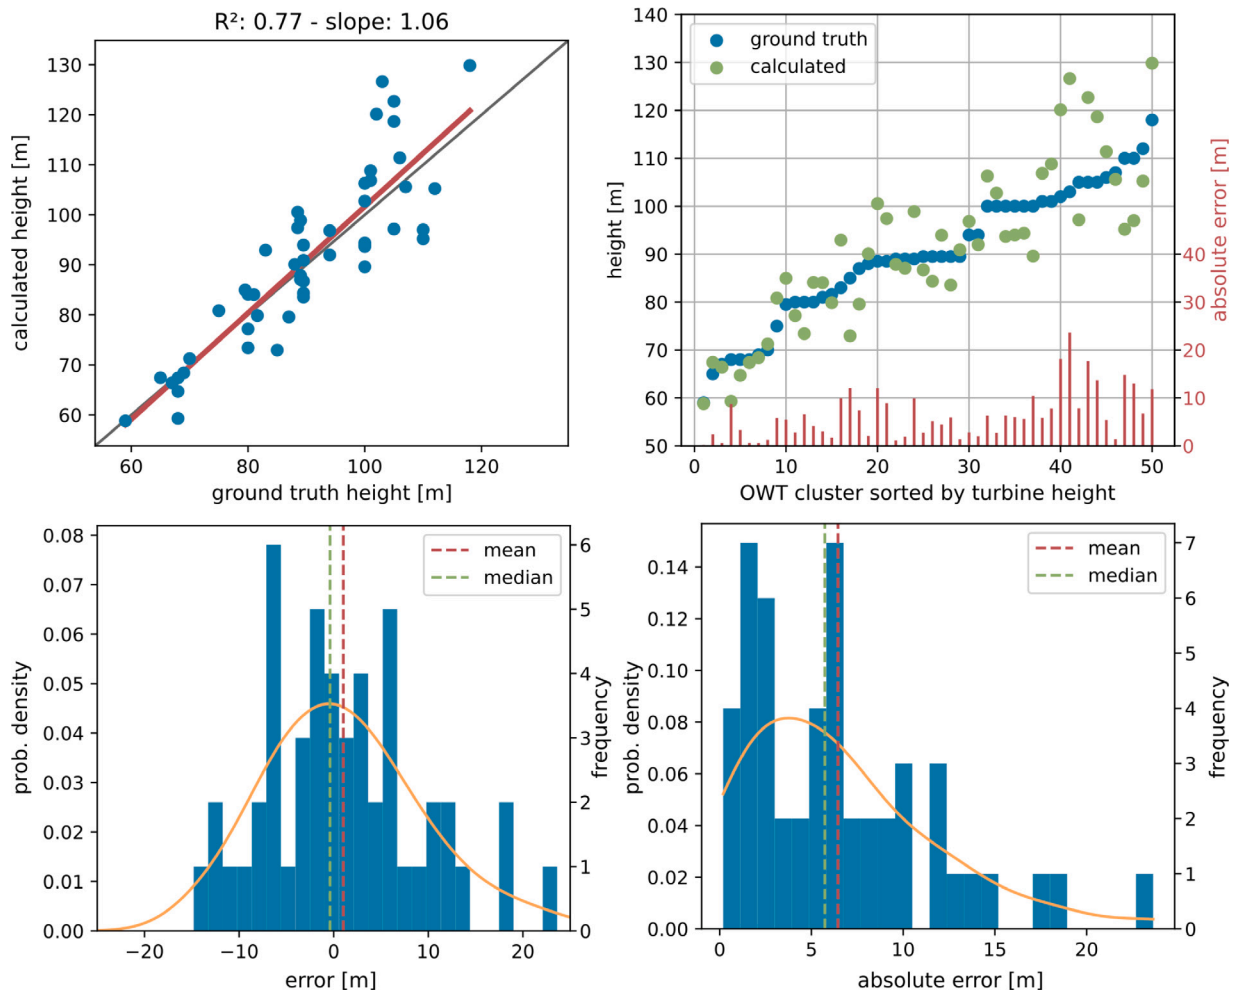 R²: 0.77 - slope: 1.06
130
120
110
100
90
80
70
60
calculated height [m]
60 80 100 120
ground truth height [m]
ground truth
calculated
140
130
120
110
100
90
80
70
60
50
height [m]
40
30
20
10
0
absolute error [m]
0 10 20 30 40 50
OWT cluster sorted by turbine height
mean
median
0.08
0.07
0.06
0.05
0.04
0.03
0.02
0.01
0.00
prob. density
6
5
4
3
2
1
0
frequency
−20 −10 0 10 20
error [m]
mean
median
0.14
0.12
0.10
0.08
0.06
0.04
0.02
0.00
prob. density
7
6
5
4
3
2
1
0
frequency
0 5 10 15 20
absolute error [m]